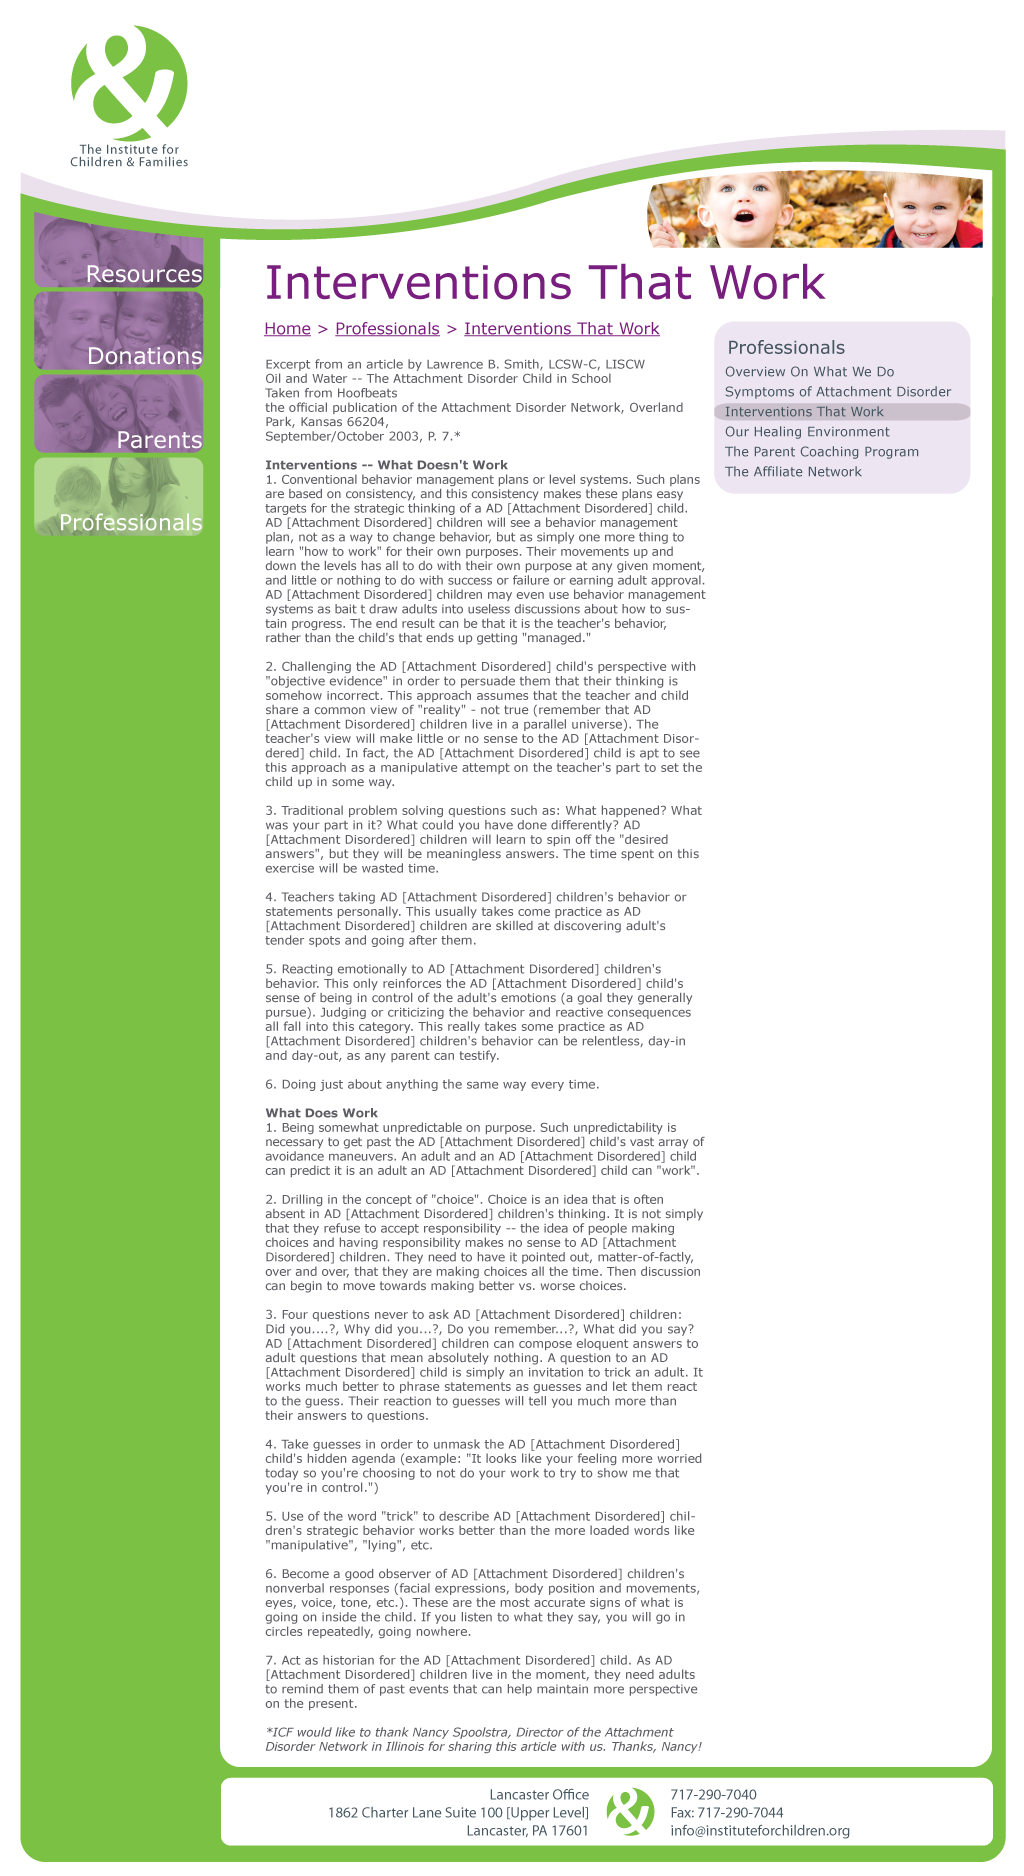 The Institute for
Children & Families
Resources
Donations
Parents
Professionals
Interventions That Work
Home > Professionals > Interventions That Work
Excerpt from an article by Lawrence B. Smith, LCSW-C, LISCW
Oil and Water -- The Attachment Disorder Child in School
Taken from Hoofbeats
the official publication of the Attachment Disorder Network, Overland
Park, Kansas 66204,
September/October 2003, P. 7.*
Interventions -- What Doesn't Work
1. Conventional behavior management plans or level systems. Such plans
are based on consistency, and this consistency makes these plans easy
targets for the strategic thinking of a AD [Attachment Disordered] child.
AD [Attachment Disordered] children will see a behavior management
plan, not as a way to change behavior, but as simply one more thing to
learn "how to work" for their own purposes. Their movements up and
down the levels has all to do with their own purpose at any given moment,
and little or nothing to do with success or failure or earning adult approval.
AD [Attachment Disordered] children may even use behavior management
systems as bait t draw adults into useless discussions about how to sus-
tain progress. The end result can be that it is the teacher's behavior,
rather than the child's that ends up getting "managed."
2. Challenging the AD [Attachment Disordered] child's perspective with
"objective evidence" in order to persuade them that their thinking is
somehow incorrect. This approach assumes that the teacher and child
share a common view of "reality" - not true (remember that AD
[Attachment Disordered] children live in a parallel universe). The
teacher's view will make little or no sense to the AD [Attachment Disor-
dered] child. In fact, the AD [Attachment Disordered] child is apt to see
this approach as a manipulative attempt on the teacher's part to set the
child up in some way.
3. Traditional problem solving questions such as: What happened? What
was your part in it? What could you have done differently? AD
[Attachment Disordered] children will learn to spin off the "desired
answers", but they will be meaningless answers. The time spent on this
exercise will be wasted time.
4. Teachers taking AD [Attachment Disordered] children's behavior or
statements personally. This usually takes come practice as AD
[Attachment Disordered] children are skilled at discovering adult's
tender spots and going after them.
5. Reacting emotionally to AD [Attachment Disordered] children's
behavior. This only reinforces the AD [Attachment Disordered] child's
sense of being in control of the adult's emotions (a goal they generally
pursue). Judging or criticizing the behavior and reactive consequences
all fall into this category. This really takes some practice as AD
[Attachment Disordered] children's behavior can be relentless, day-in
and day-out, as any parent can testify.
6. Doing just about anything the same way every time.
What Does Work
1. Being somewhat unpredictable on purpose. Such unpredictability is
necessary to get past the AD [Attachment Disordered] child's vast array of
avoidance maneuvers. An adult and an AD [Attachment Disordered] child
can predict it is an adult an AD [Attachment Disordered] child can "work".
2. Drilling in the concept of "choice". Choice is an idea that is often
absent in AD [Attachment Disordered] children's thinking. It is not simply
that they refuse to accept responsibility -- the idea of people making
choices and having responsibility makes no sense to AD [Attachment
Disordered] children. They need to have it pointed out, matter-of-factly,
over and over, that they are making choices all the time. Then discussion
can begin to move towards making better vs. worse choices.
3. Four questions never to ask AD [Attachment Disordered] children:
Did you....?, Why did you...?, Do you remember...?, What did you say?
AD [Attachment Disordered] children can compose eloquent answers to
adult questions that mean absolutely nothing. A question to an AD
[Attachment Disordered] child is simply an invitation to trick an adult. It
works much better to phrase statements as guesses and let them react
to the guess. Their reaction to guesses will tell you much more than
their answers to questions.
4. Take guesses in order to unmask the AD [Attachment Disordered]
child's hidden agenda (example: "It looks like your feeling more worried
today so you're choosing to not do your work to try to show me that
you're in control.")
5. Use of the word "trick" to describe AD [Attachment Disordered] chil-
dren's strategic behavior works better than the more loaded words like
"manipulative", "lying", etc.
6. Become a good observer of AD [Attachment Disordered] children's
nonverbal responses (facial expressions, body position and movements,
eyes, voice, tone, etc.). These are the most accurate signs of what is
going on inside the child. If you listen to what they say, you will go in
circles repeatedly, going nowhere.
7. Act as historian for the AD [Attachment Disordered] child. As AD
[Attachment Disordered] children live in the moment, they need adults
to remind them of past events that can help maintain more perspective
on the present.
*ICF would like to thank Nancy Spoolstra, Director of the Attachment
Disorder Network in Illinois for sharing this article with us. Thanks, Nancy!
Professionals
Overview On What We Do
Symptoms of Attachment Disorder
Interventions That Work
Our Healing Environment
The Parent Coaching Program
The Affiliate Network
Lancaster Office
1862 Charter Lane Suite 100 [Upper Level]
Lancaster, PA 17601
717-290-7040
Fax: 717-290-7044
info@instituteforchildren.org